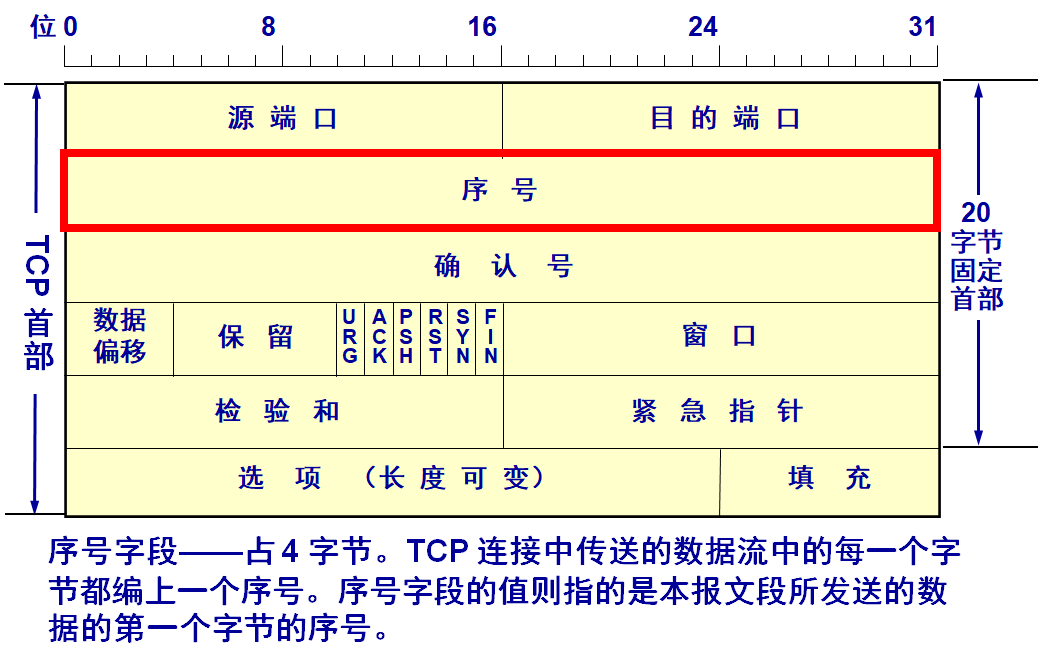 位 0 8 16 24 31
源 端 口 目 的 端 口
序 号
确 认 号
数据
偏移
保 留
URG
ACK
PSH
RST
SYN
FIN
窗 口
检 验 和 紧 急 指 针
选 项 （长 度 可 变） 填 充
TCP 首部
20
字节
固定
首部
序号字段——占 4 字节。TCP 连接中传送的数据流中的每一个字
节都编上一个序号。序号字段的值则指的是本报文段所发送的数
据的第一个字节的序号。